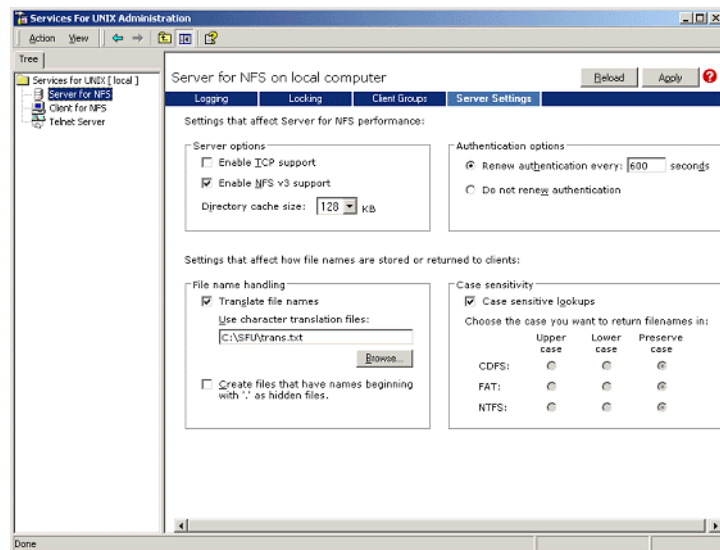 Services For UNIX Administration
Action View
Tree
Services for UNIX [ local ]
Server for NFS
Client for NFS
Telnet Server
Server for NFS on local computer
Reload Apply
Logging Locking Client Groups Server Settings
Settings that affect Server for NFS performance:
Server options
Enable TCP support
Enable NFS v3 support
Directory cache size: 128 KB
Authentication options
Renew authentication every: 600 seconds
Do not renew authentication
Settings that affect how file names are stored or returned to clients:
File name handling
Translate file names
Use character translation files:
C:\SFU\trans.txt
Browse...
Create files that have names beginning
with '.' as hidden files.
Case sensitivity
Case sensitive lookups
Choose the case you want to return filenames in:
Upper Lower Preserve
case case case
CDFS:
FAT:
NTFS:
Done